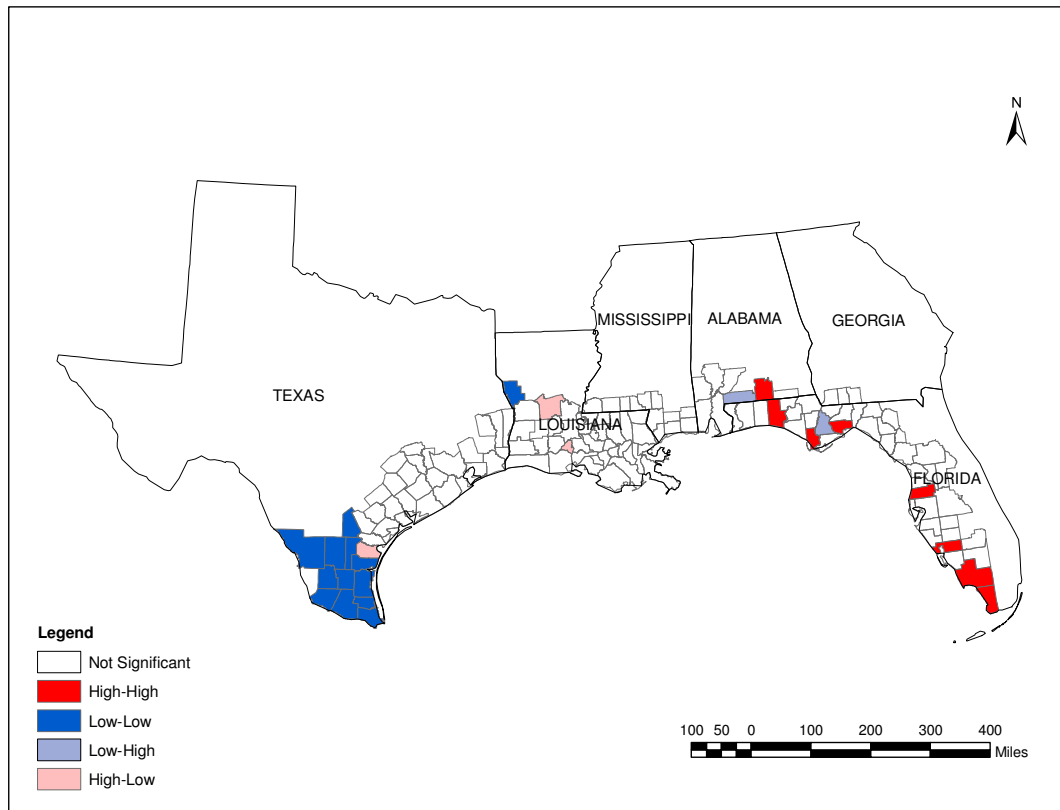 N
MISSISSIPPI
ALABAMA
GEORGIA
TEXAS
LOUISIANA
FLORIDA
Legend
Not Significant
High-High
Low-Low
Low-High
High-Low
100 50 0 100 200 300 400
Miles